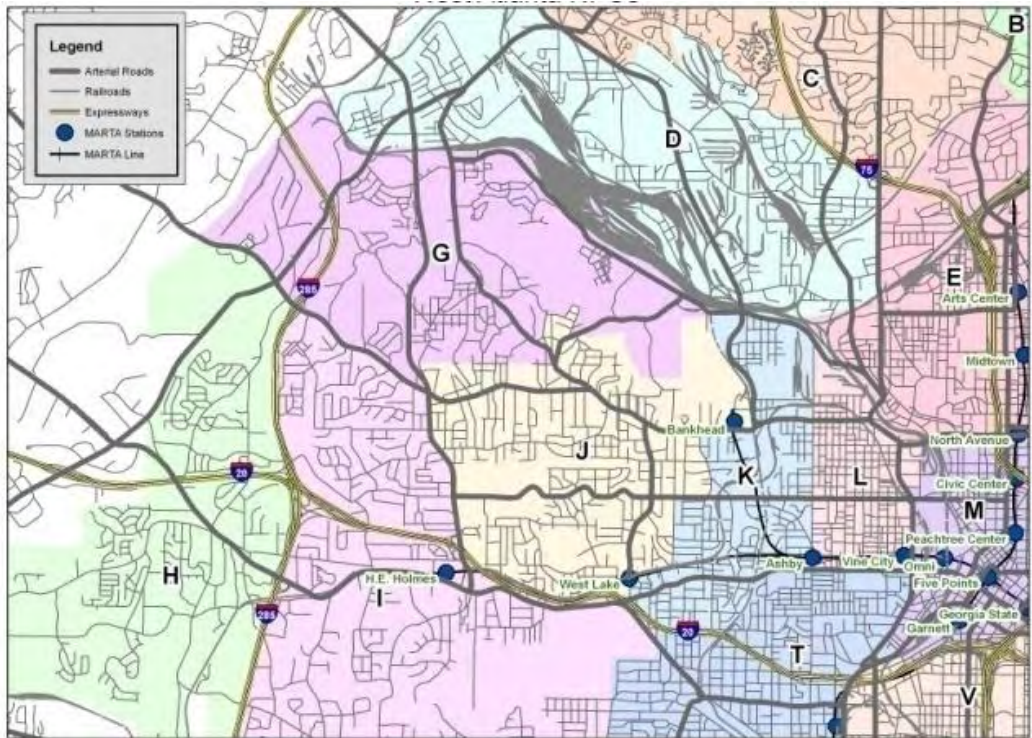 Legend
Arterial Roads
Railroads
Expressways
MARTA Stations
MARTA Line
B
C
D
75
G
E
285
Arts Center
Midtown
Bankhead
North Avenue
J
20
K
L
Civic Center
M
Peachtree Center
H
H.E. Holmes
I
West Lake
Ashby
Vine City
Omni
Five Points
285
20
Georgia State
Garnett
T
V